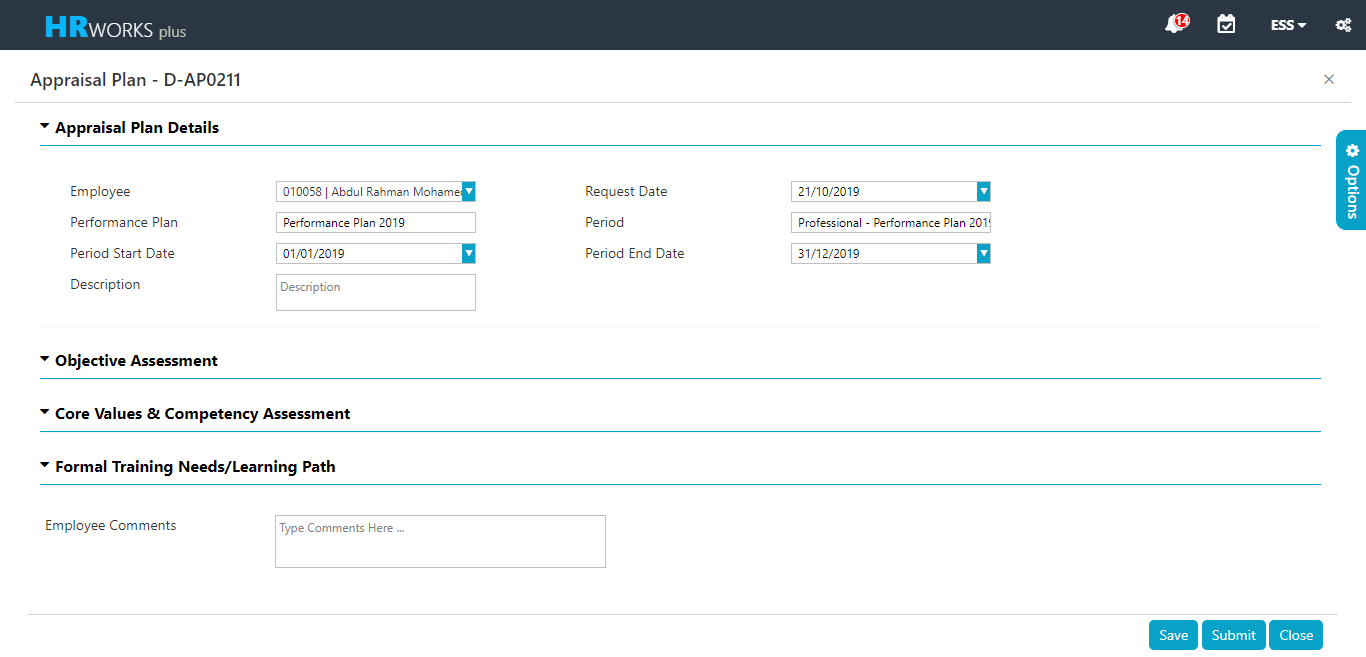 HRWORKS plus
14
ESS
Appraisal Plan - D-AP0211
Appraisal Plan Details
Options
Employee
010058 | Abdul Rahman Mohame
Request Date
21/10/2019
Performance Plan
Performance Plan 2019
Period
Professional - Performance Plan 2019
Period Start Date
01/01/2019
Period End Date
31/12/2019
Description
Description
Objective Assessment
Core Values & Competency Assessment
Formal Training Needs/Learning Path
Employee Comments
Type Comments Here ...
Save
Submit
Close